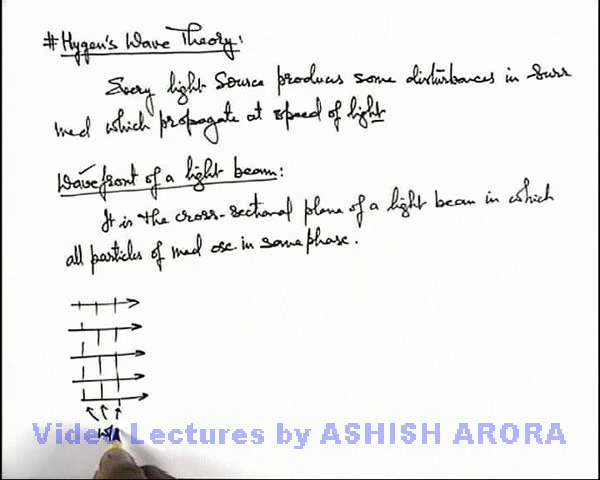 # Hygen's Wave Theory:
Every light source produces some disturbances in surr
med which propagate at speed of light
Wavefront of a light beam:
It is the cross-sectional plane of a light beam in which
all particles of med osc. in same phase.
Video Lectures by ASHISH ARORA